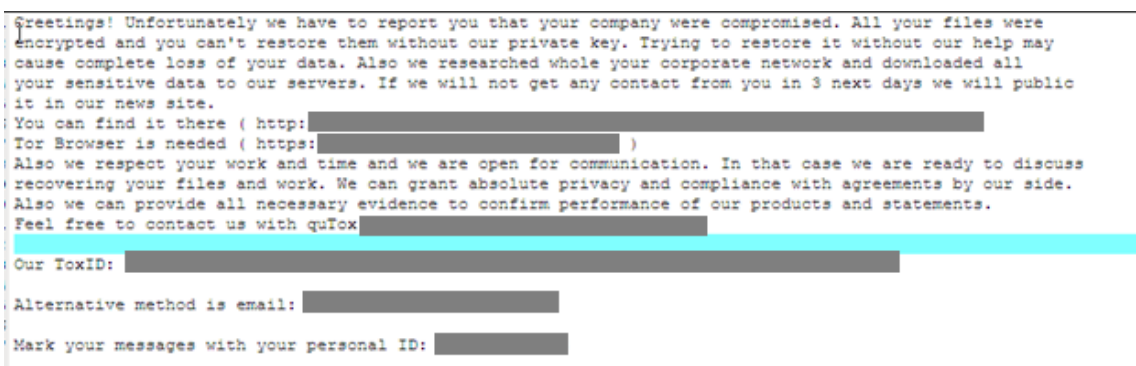 Greetings! Unfortunately we have to report you that your company were compromised. All your files were
encrypted and you can't restore them without our private key. Trying to restore it without our help may
cause complete loss of your data. Also we researched whole your corporate network and downloaded all
your sensitive data to our servers. If we will not get any contact from you in 3 next days we will public
it in our news site.
You can find it there ( http:
Tor Browser is needed ( https: )
Also we respect your work and time and we are open for communication. In that case we are ready to discuss
recovering your files and work. We can grant absolute privacy and compliance with agreements by our side.
Also we can provide all necessary evidence to confirm performance of our products and statements.
Feel free to contact us with quTox
Our ToxID:
Alternative method is email:
Mark your messages with your personal ID: